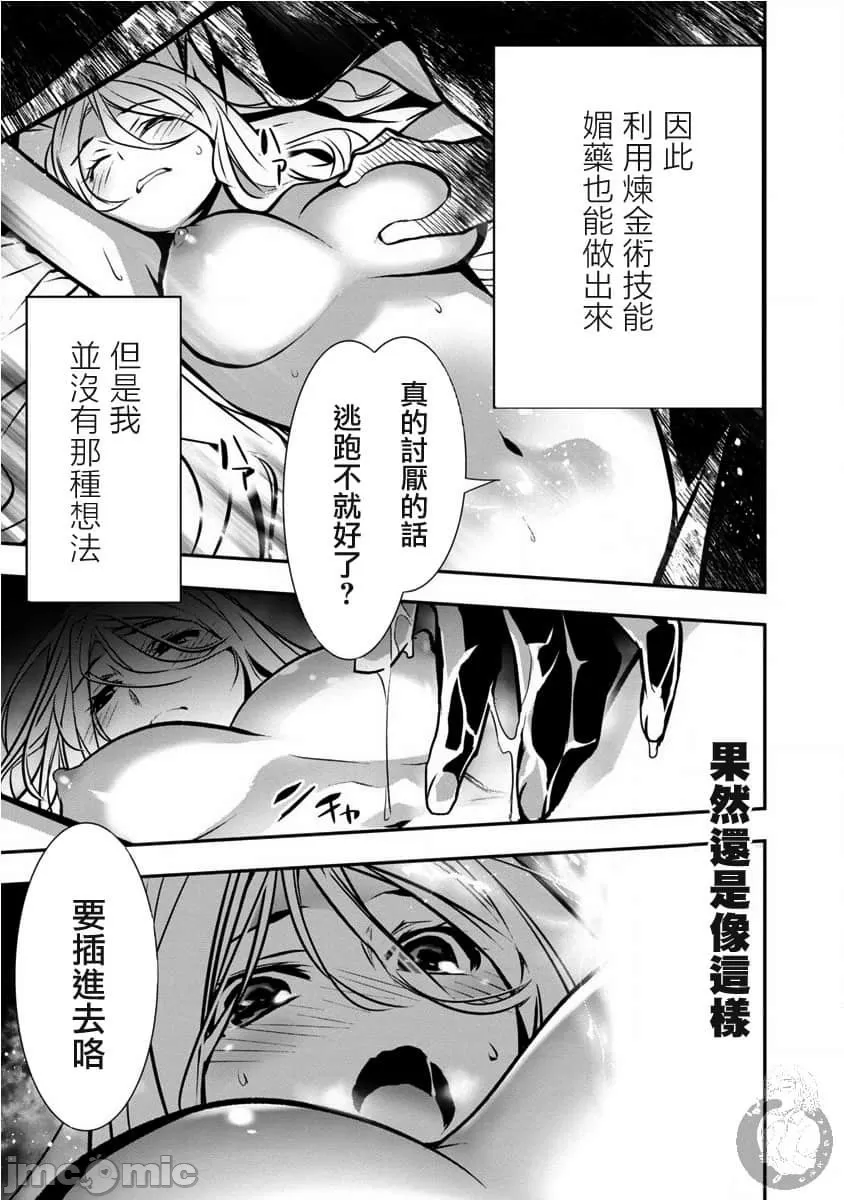 因此
利用煉金術技能
媚藥也能做出來
真的討厭的話
逃跑不就好了？
但是我
並沒有那種想法
チャ
果然還是像這樣
要插進去咯
jmcomic